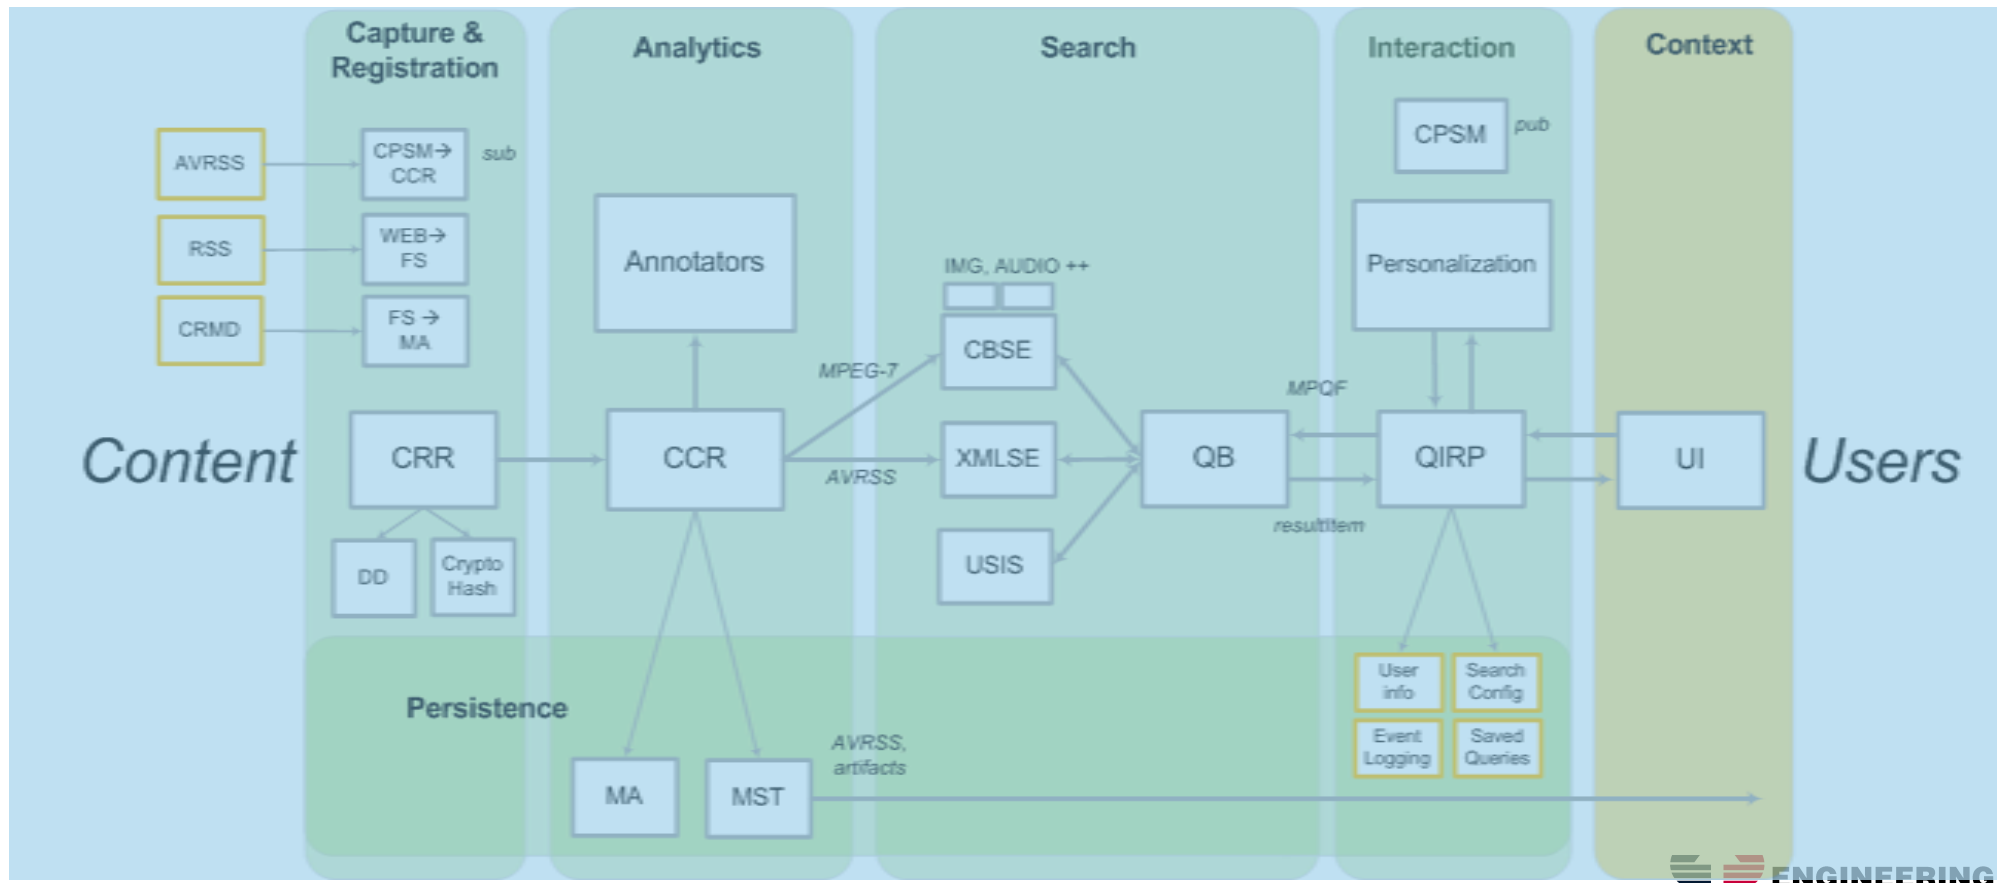 Capture &
Registration
Analytics
Search
Interaction
Context
AVRSS
CPSM→
CCR
sub
RSS
WEB→
FS
CRMD
FS →
MA
Annotators
IMG, AUDIO ++
CBSE
MPEG-7
CPSM
pub
Personalization
MPQF
Content
CRR
CCR
AVRSS
XMLSE
QB
QIRP
UI
Users
resultItem
DD
Crypto
Hash
USIS
Persistence
MA
MST
AVRSS,
artifacts
User
info
Search
Config
Event
Logging
Saved
Queries
ENGINEERING